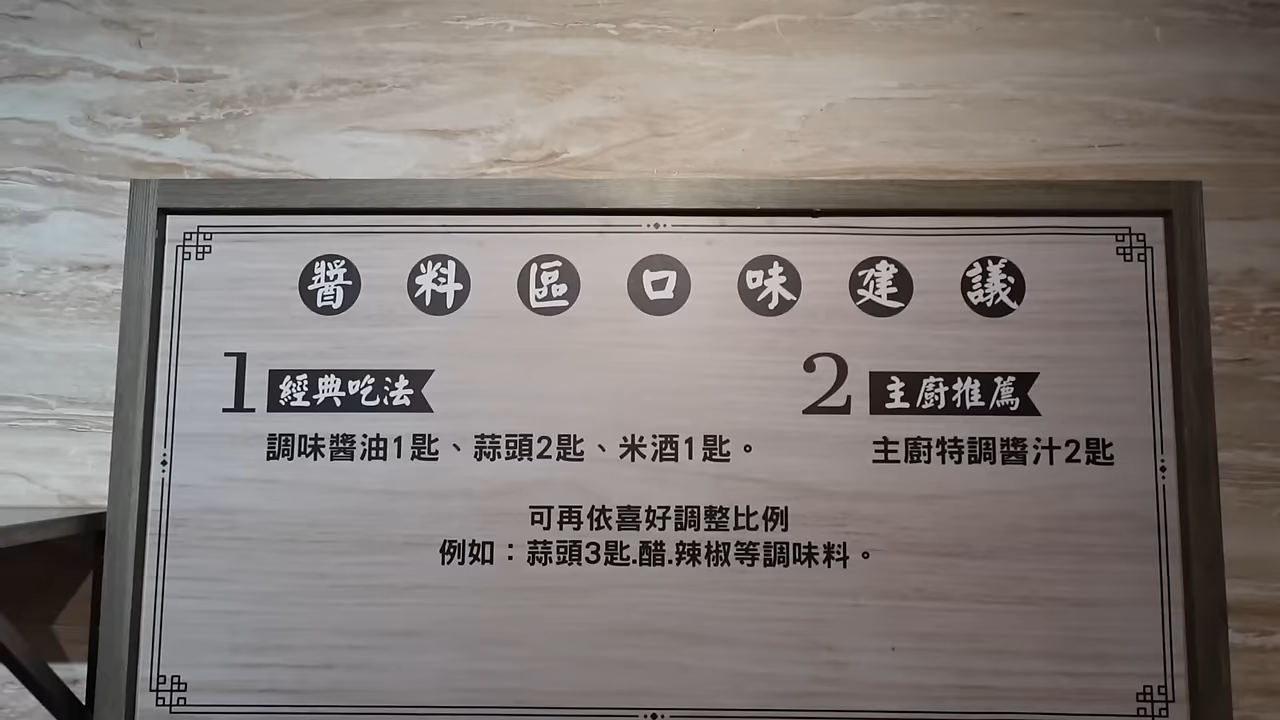 醬料區口味建議
1 經典吃法
調味醬油1匙、蒜頭2匙、米酒1匙。
2 主廚推薦
主廚特調醬汁2匙
可再依喜好調整比例
例如：蒜頭3匙.醋.辣椒等調味料。